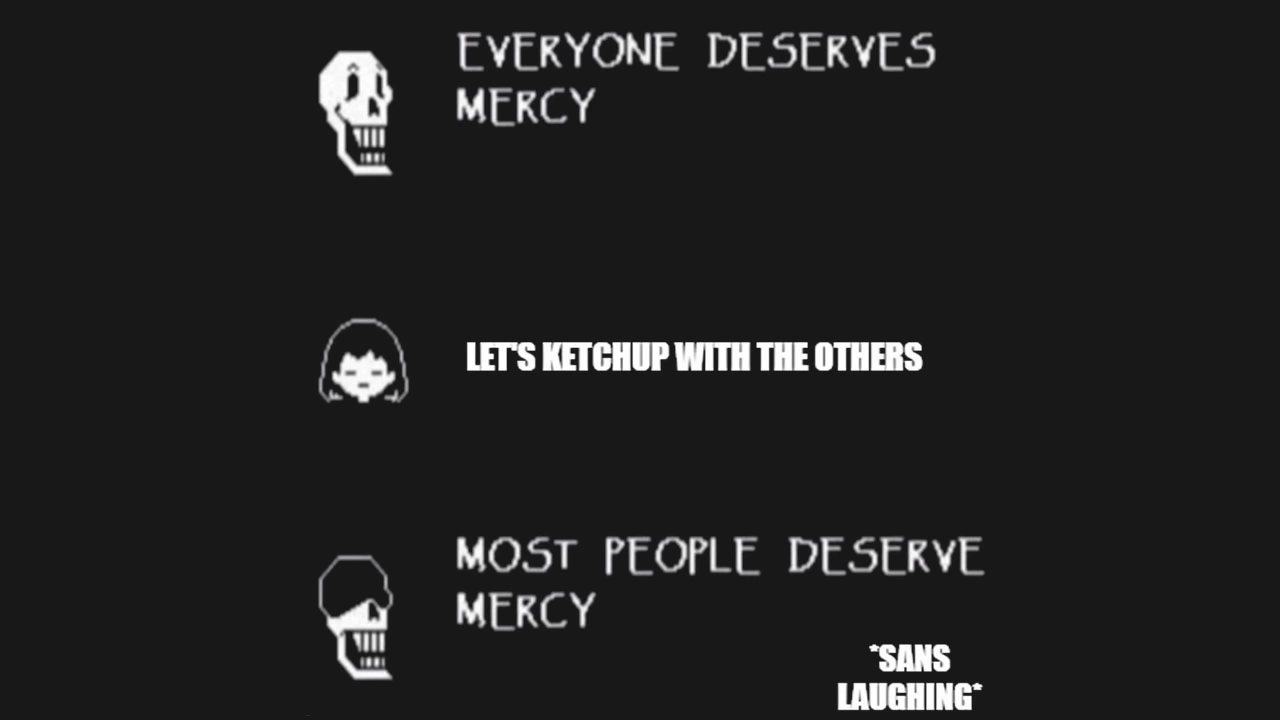 EVERYONE DESERVES
MERCY
LET'S KETCHUP WITH THE OTHERS
MOST PEOPLE DESERVE
MERCY
*SANS
LAUGHING*